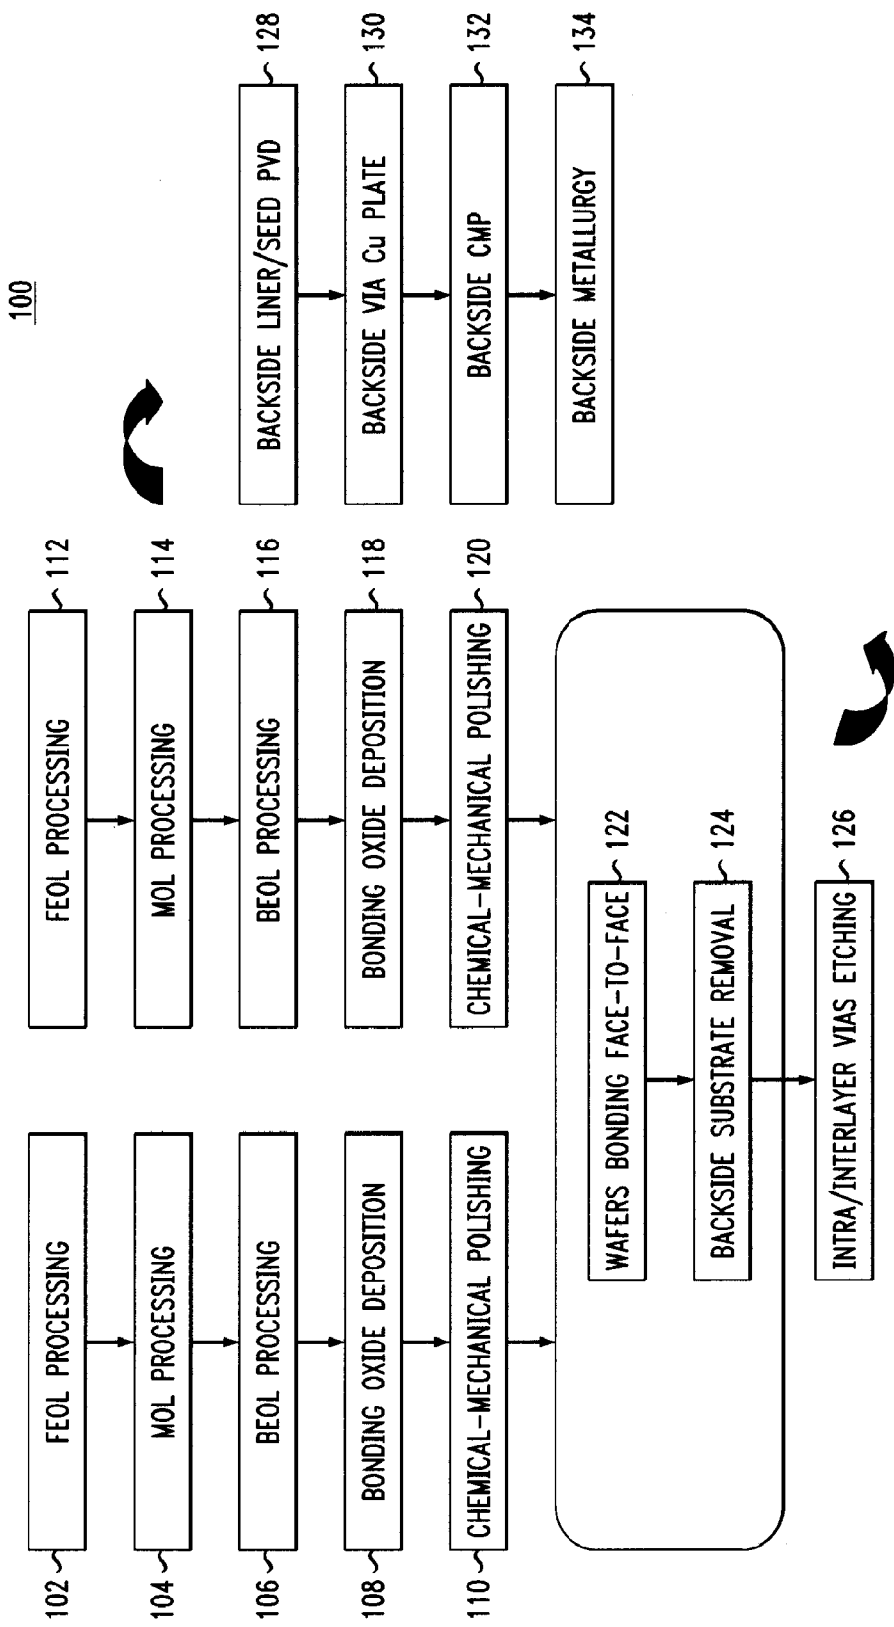 100
102
FEOL PROCESSING
104
MOL PROCESSING
106
BEOL PROCESSING
108
BONDING OXIDE DEPOSITION
110
CHEMICAL-MECHANICAL POLISHING
FEOL PROCESSING
112
MOL PROCESSING
114
BEOL PROCESSING
116
BONDING OXIDE DEPOSITION
118
CHEMICAL-MECHANICAL POLISHING
120
WAFERS BONDING FACE-TO-FACE
122
BACKSIDE SUBSTRATE REMOVAL
124
INTRA/INTERLAYER VIAS ETCHING
126
BACKSIDE LINER/SEED PVD
128
BACKSIDE VIA Cu PLATE
130
BACKSIDE CMP
132
BACKSIDE METALLURGY
134